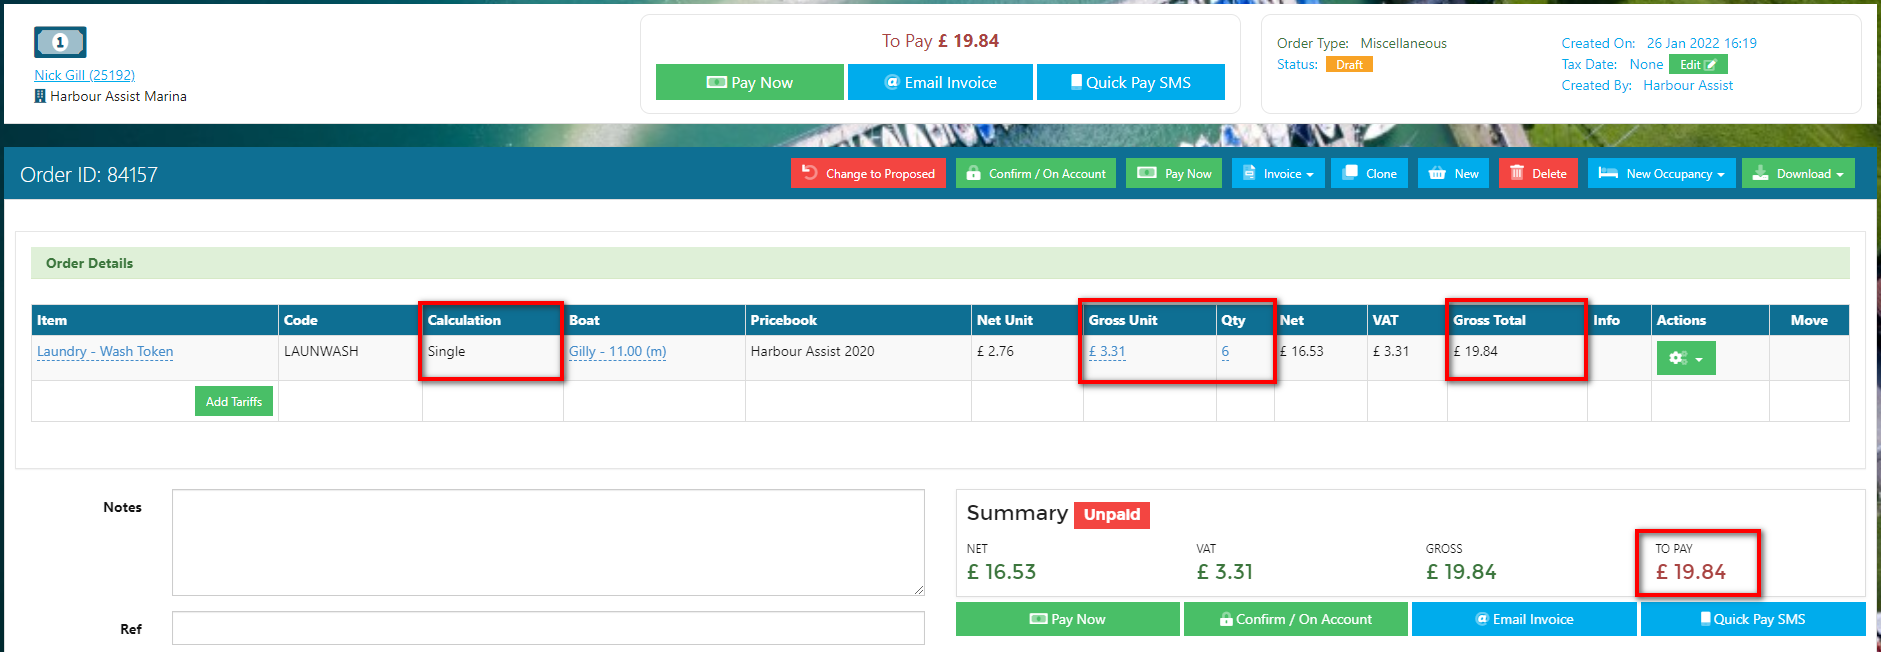 1
Nick Gill (25192)
Harbour Assist Marina
To Pay £ 19.84
Pay Now
@ Email Invoice
Quick Pay SMS
Order Type: Miscellaneous
Status: Draft
Created On: 26 Jan 2022 16:19
Tax Date: None Edit
Created By: Harbour Assist
Order ID: 84157
Change to Proposed
Confirm / On Account
Pay Now
Invoice
Clone
New
Delete
New Occupancy
Download
Order Details
Item Code Calculation Boat Pricebook Net Unit Gross Unit Qty Net VAT Gross Total Info Actions Move
Laundry - Wash Token LAUNWASH Single Gilly - 11.00 (m) Harbour Assist 2020 £ 2.76 £ 3.31 6 £ 16.53 £ 3.31 £ 19.84
Add Tariffs
Notes
Ref
Summary Unpaid
NET VAT GROSS TO PAY
£ 16.53 £ 3.31 £ 19.84 £ 19.84
Pay Now
Confirm / On Account
@ Email Invoice
Quick Pay SMS